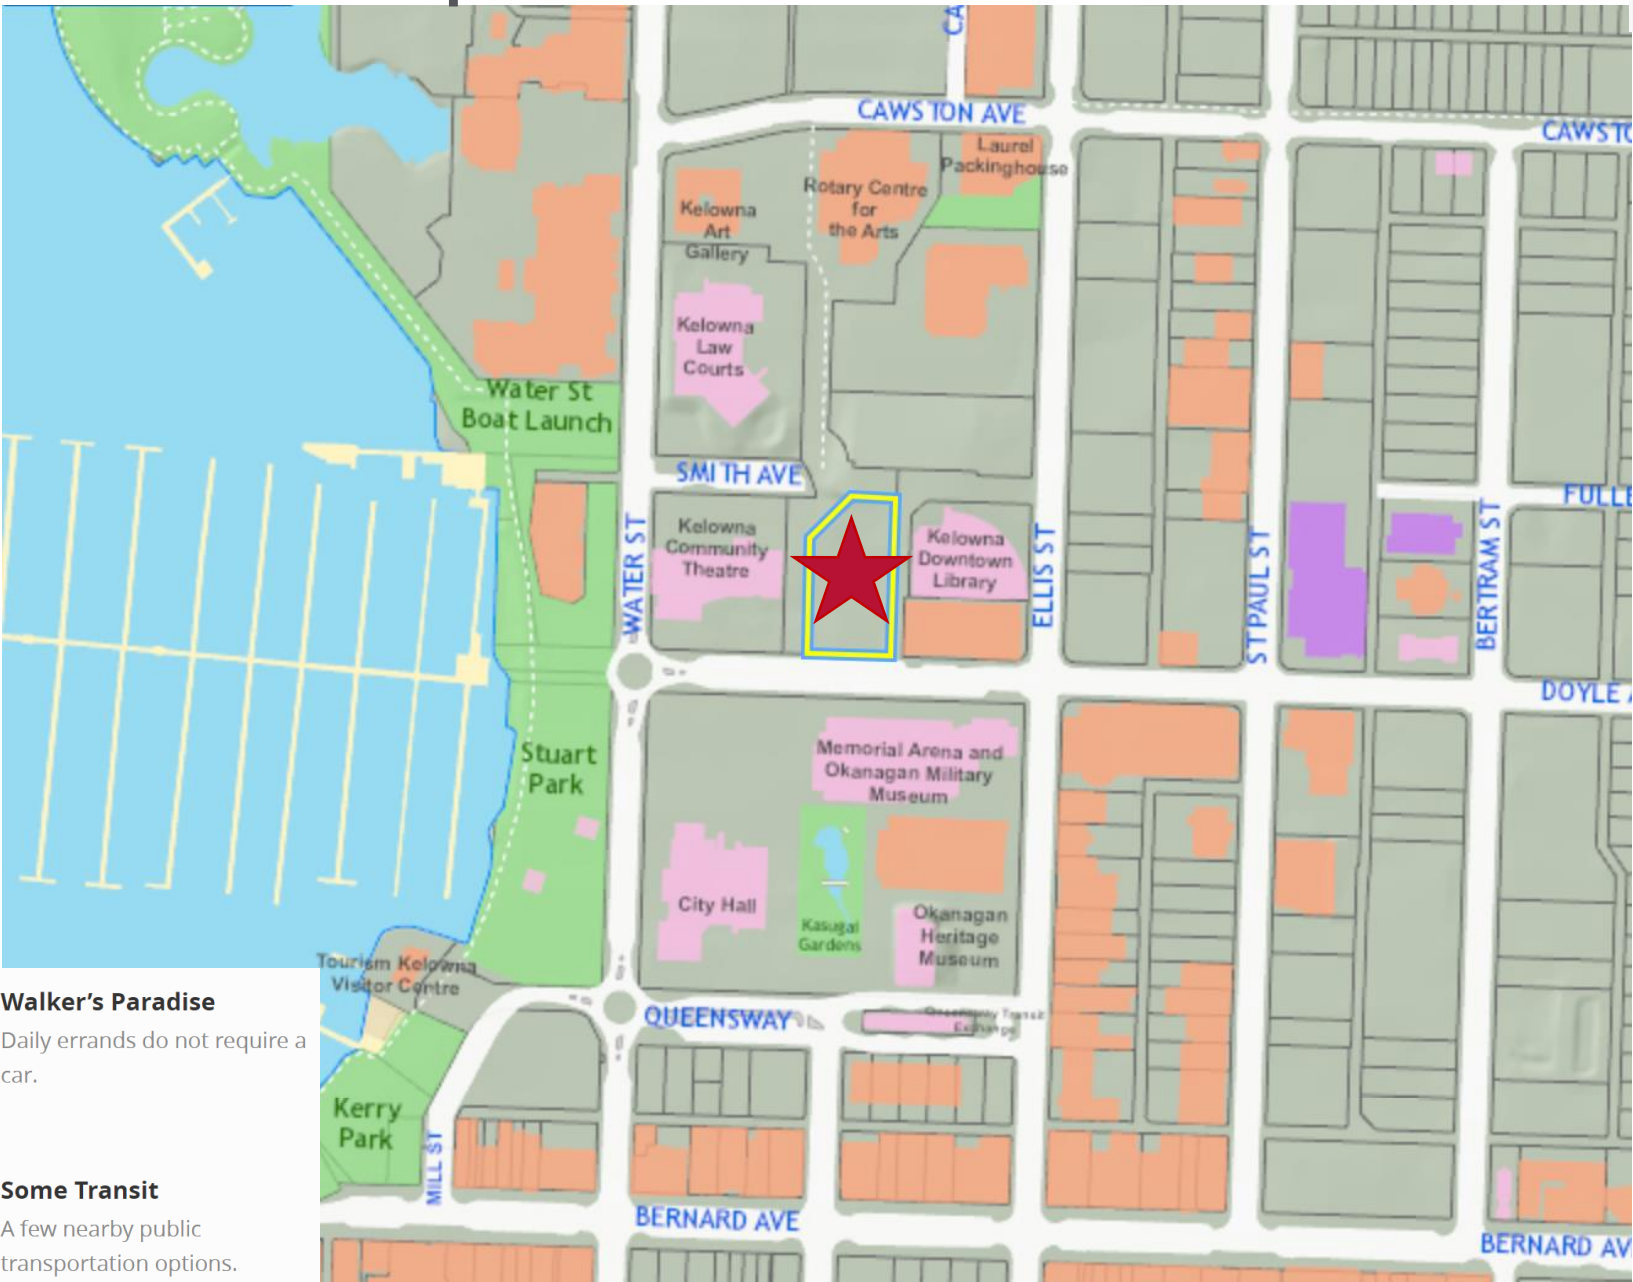 CA
CAWSTON AVE
CAWSTO
Laurel
Packinghouse
Rotary Centre
for
the Arts
Kelowna
Art
Gallery
Kelowna
Law
Courts
Water St
Boat Launch
SMITH AVE
FULLE
Kelowna
Community
Theatre
Kelowna
Downtown
Library
WATER ST
ELLIS ST
ST PAUL ST
BERTRAM ST
DOYLE A
Stuart
Park
Memorial Arena and
Okanagan Military
Museum
City Hall
Kasugai
Gardens
Okanagan
Heritage
Museum
Tourism Kelowna
Visitor Centre
QUEENSWAY
Queensway Transit
Exchange
Walker's Paradise
Daily errands do not require a
car.
Kerry
Park
MILL ST
Some Transit
A few nearby public
transportation options.
BERNARD AVE
BERNARD AV